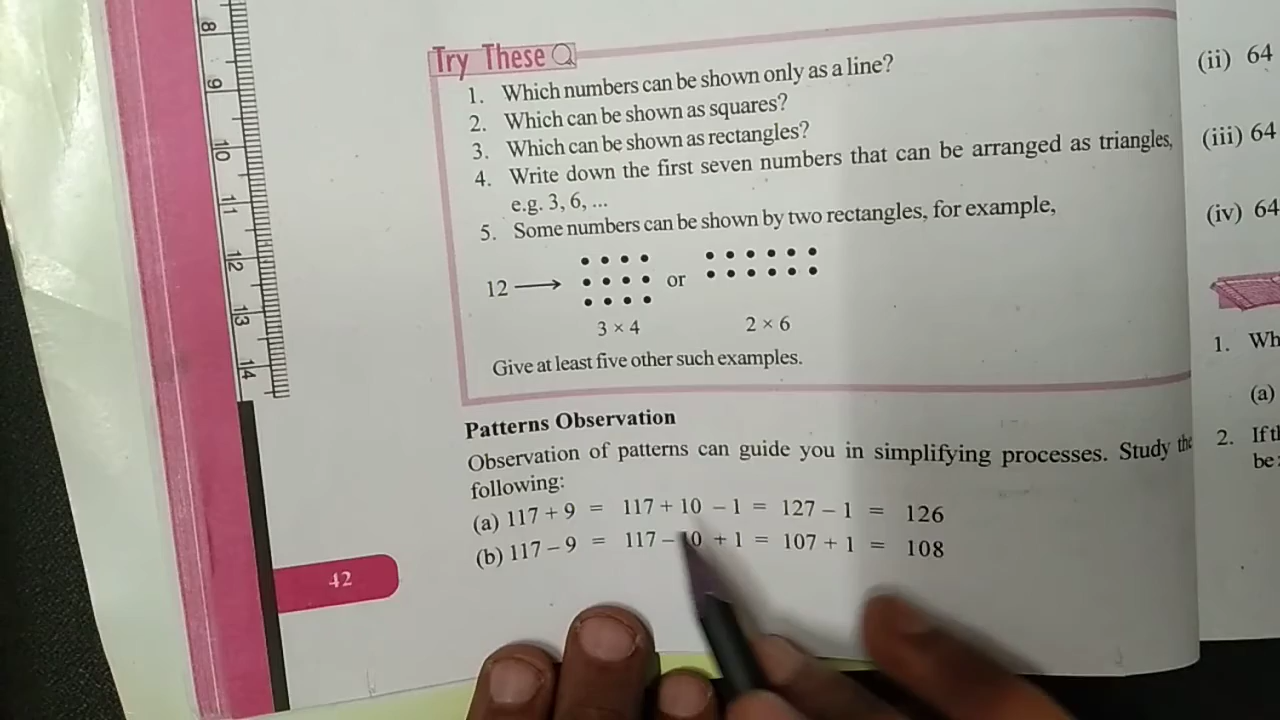 8
9
10
11
12
13
14
Try These
1. Which numbers can be shown only as a line?
2. Which can be shown as squares?
3. Which can be shown as rectangles?
4. Write down the first seven numbers that can be arranged as triangles,
e.g. 3, 6, ...
5. Some numbers can be shown by two rectangles, for example,
12 ⟶ or
3 × 4 2 × 6
Give at least five other such examples.
Patterns Observation
Observation of patterns can guide you in simplifying processes. Study the
following:
(a) 117 + 9 = 117 + 10 – 1 = 127 – 1 = 126
(b) 117 – 9 = 117 – 10 + 1 = 107 + 1 = 108
42
(ii) 64
(iii) 64
(iv) 64
1. Wh
(a)
2. If th
be